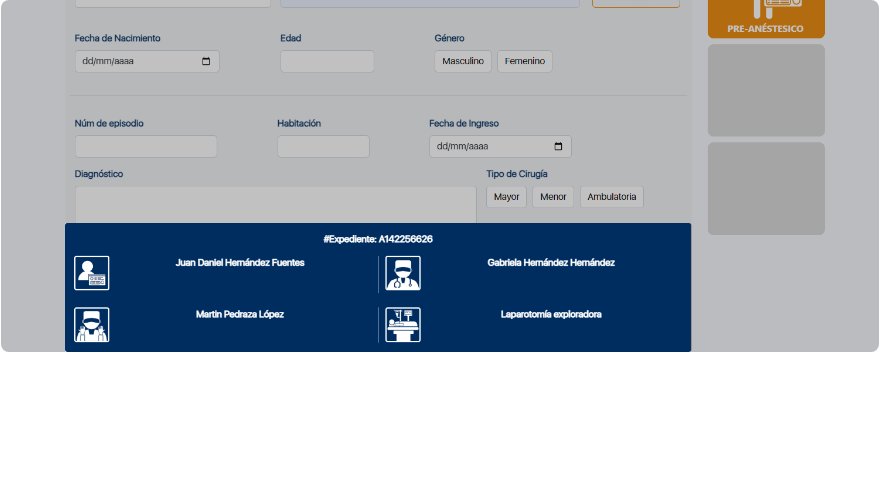 PRE-ANÉSTESICO
Fecha de Nacimiento Edad Género
dd/mm/aaaa Masculino Femenino
Núm de episodio Habitación Fecha de Ingreso
dd/mm/aaaa
Diagnóstico Tipo de Cirugía
Mayor Menor Ambulatoria
#Expediente: A142256626
Juan Daniel Hernández Fuentes Gabriela Hernández Hernández
Martin Pedraza López Laparotomía exploradora